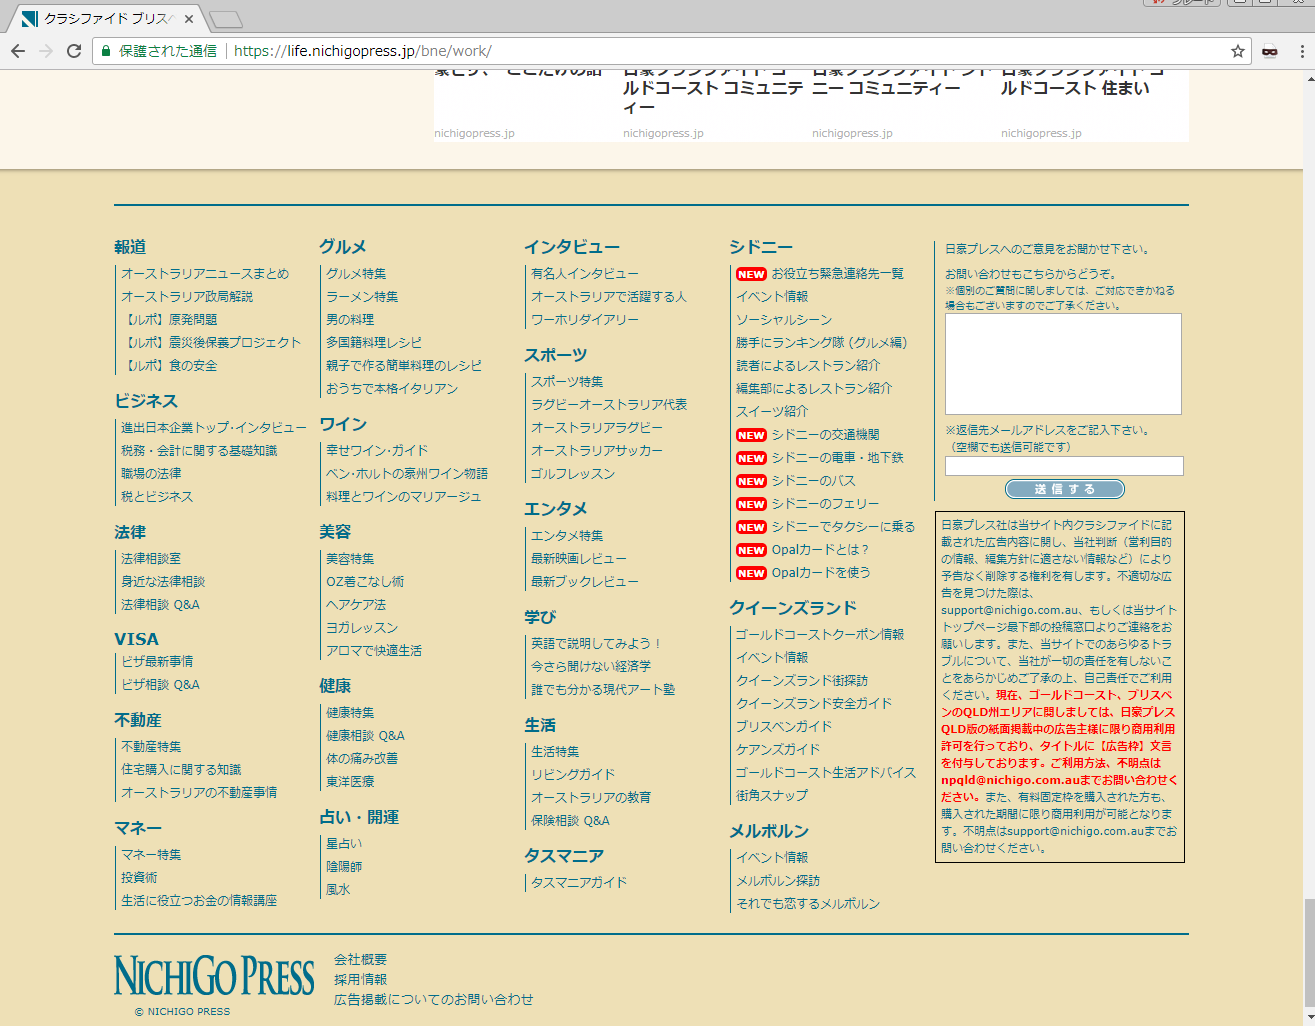 クラシファイド ブリスベ
保護された通信
https://life.nichigopress.jp/bne/work/
日豪クラシファイド ゴールドコースト コミュニティー
日豪クラシファイド シドニー コミュニティー
日豪クラシファイド ゴールドコースト 住まい
nichigopress.jp
nichigopress.jp
nichigopress.jp
nichigopress.jp
報道
オーストラリアニュースまとめ
オーストラリア政局解説
【ルポ】原発問題
【ルポ】震災後保養プロジェクト
【ルポ】食の安全
ビジネス
進出日本企業トップ･インタビュー
税務・会計に関する基礎知識
職場の法律
税とビジネス
法律
法律相談室
身近な法律相談
法律相談 Q&A
VISA
ビザ最新事情
ビザ相談 Q&A
不動産
不動産特集
住宅購入に関する知識
オーストラリアの不動産事情
マネー
マネー特集
投資術
生活に役立つお金の情報講座
グルメ
グルメ特集
ラーメン特集
男の料理
多国籍料理レシピ
親子で作る簡単料理のレシピ
おうちで本格イタリアン
ワイン
幸せワイン･ガイド
ベン･ホルトの豪州ワイン物語
料理とワインのマリアージュ
美容
美容特集
OZ着こなし術
ヘアケア法
ヨガレッスン
アロマで快適生活
健康
健康特集
健康相談 Q&A
体の痛み改善
東洋医療
占い・開運
星占い
陰陽師
風水
インタビュー
有名人インタビュー
オーストラリアで活躍する人
ワーホリダイアリー
スポーツ
スポーツ特集
ラグビーオーストラリア代表
オーストラリアラグビー
オーストラリアサッカー
ゴルフレッスン
エンタメ
エンタメ特集
最新映画レビュー
最新ブックレビュー
学び
英語で説明してみよう！
今さら聞けない経済学
誰でも分かる現代アート塾
生活
生活特集
リビングガイド
オーストラリアの教育
保険相談 Q&A
タスマニア
タスマニアガイド
シドニー
NEW お役立ち緊急連絡先一覧
イベント情報
ソーシャルシーン
勝手にランキング隊 (グルメ編)
読者によるレストラン紹介
編集部によるレストラン紹介
スイーツ紹介
NEW シドニーの交通機関
NEW シドニーの電車・地下鉄
NEW シドニーのバス
NEW シドニーのフェリー
NEW シドニーでタクシーに乗る
NEW Opalカードとは？
NEW Opalカードを使う
クイーンズランド
ゴールドコーストクーポン情報
イベント情報
クイーンズランド街探訪
クイーンズランド安全ガイド
ブリスベンガイド
ケアンズガイド
ゴールドコースト生活アドバイス
街角スナップ
メルボルン
イベント情報
メルボルン探訪
それでも恋するメルボルン
日豪プレスへのご意見をお聞かせ下さい。
お問い合わせもこちらからどうぞ。
※個別のご質問に関しましては、ご対応できかねる
場合もございますのでご了承ください。
※返信先メールアドレスをご記入下さい。
（空欄でも送信可能です）
送 信 す る
日豪プレス社は当サイト内クラシファイドに記
載された広告内容に関し、当社判断（営利目的
の情報、編集方針に適さない情報など）により
予告なく削除する権利を有します。不適切な広
告を見つけた際は、
support@nichigo.com.au、もしくは当サイト
トップページ最下部の投稿窓口よりご連絡をお
願いします。また、当サイトでのあらゆるトラ
ブルについて、当社が一切の責任を有しないこ
とをあらかじめご了承の上、自己責任でご利用
ください。現在、ゴールドコースト、ブリスベ
ンのQLD州エリアに関しましては、日豪プレス
QLD版の紙面掲載中の広告主様に限り商用利用
許可を行っており、タイトルに【広告枠】文言
を付与しております。ご利用方法、不明点は
npqld@nichigo.com.auまでお問い合わせく
ださい。また、有料固定枠を購入された方も、
購入された期間に限り商用利用が可能となりま
す。不明点はsupport@nichigo.com.auまでお
問い合わせください。
NICHIGO PRESS
© NICHIGO PRESS
会社概要
採用情報
広告掲載についてのお問い合わせ